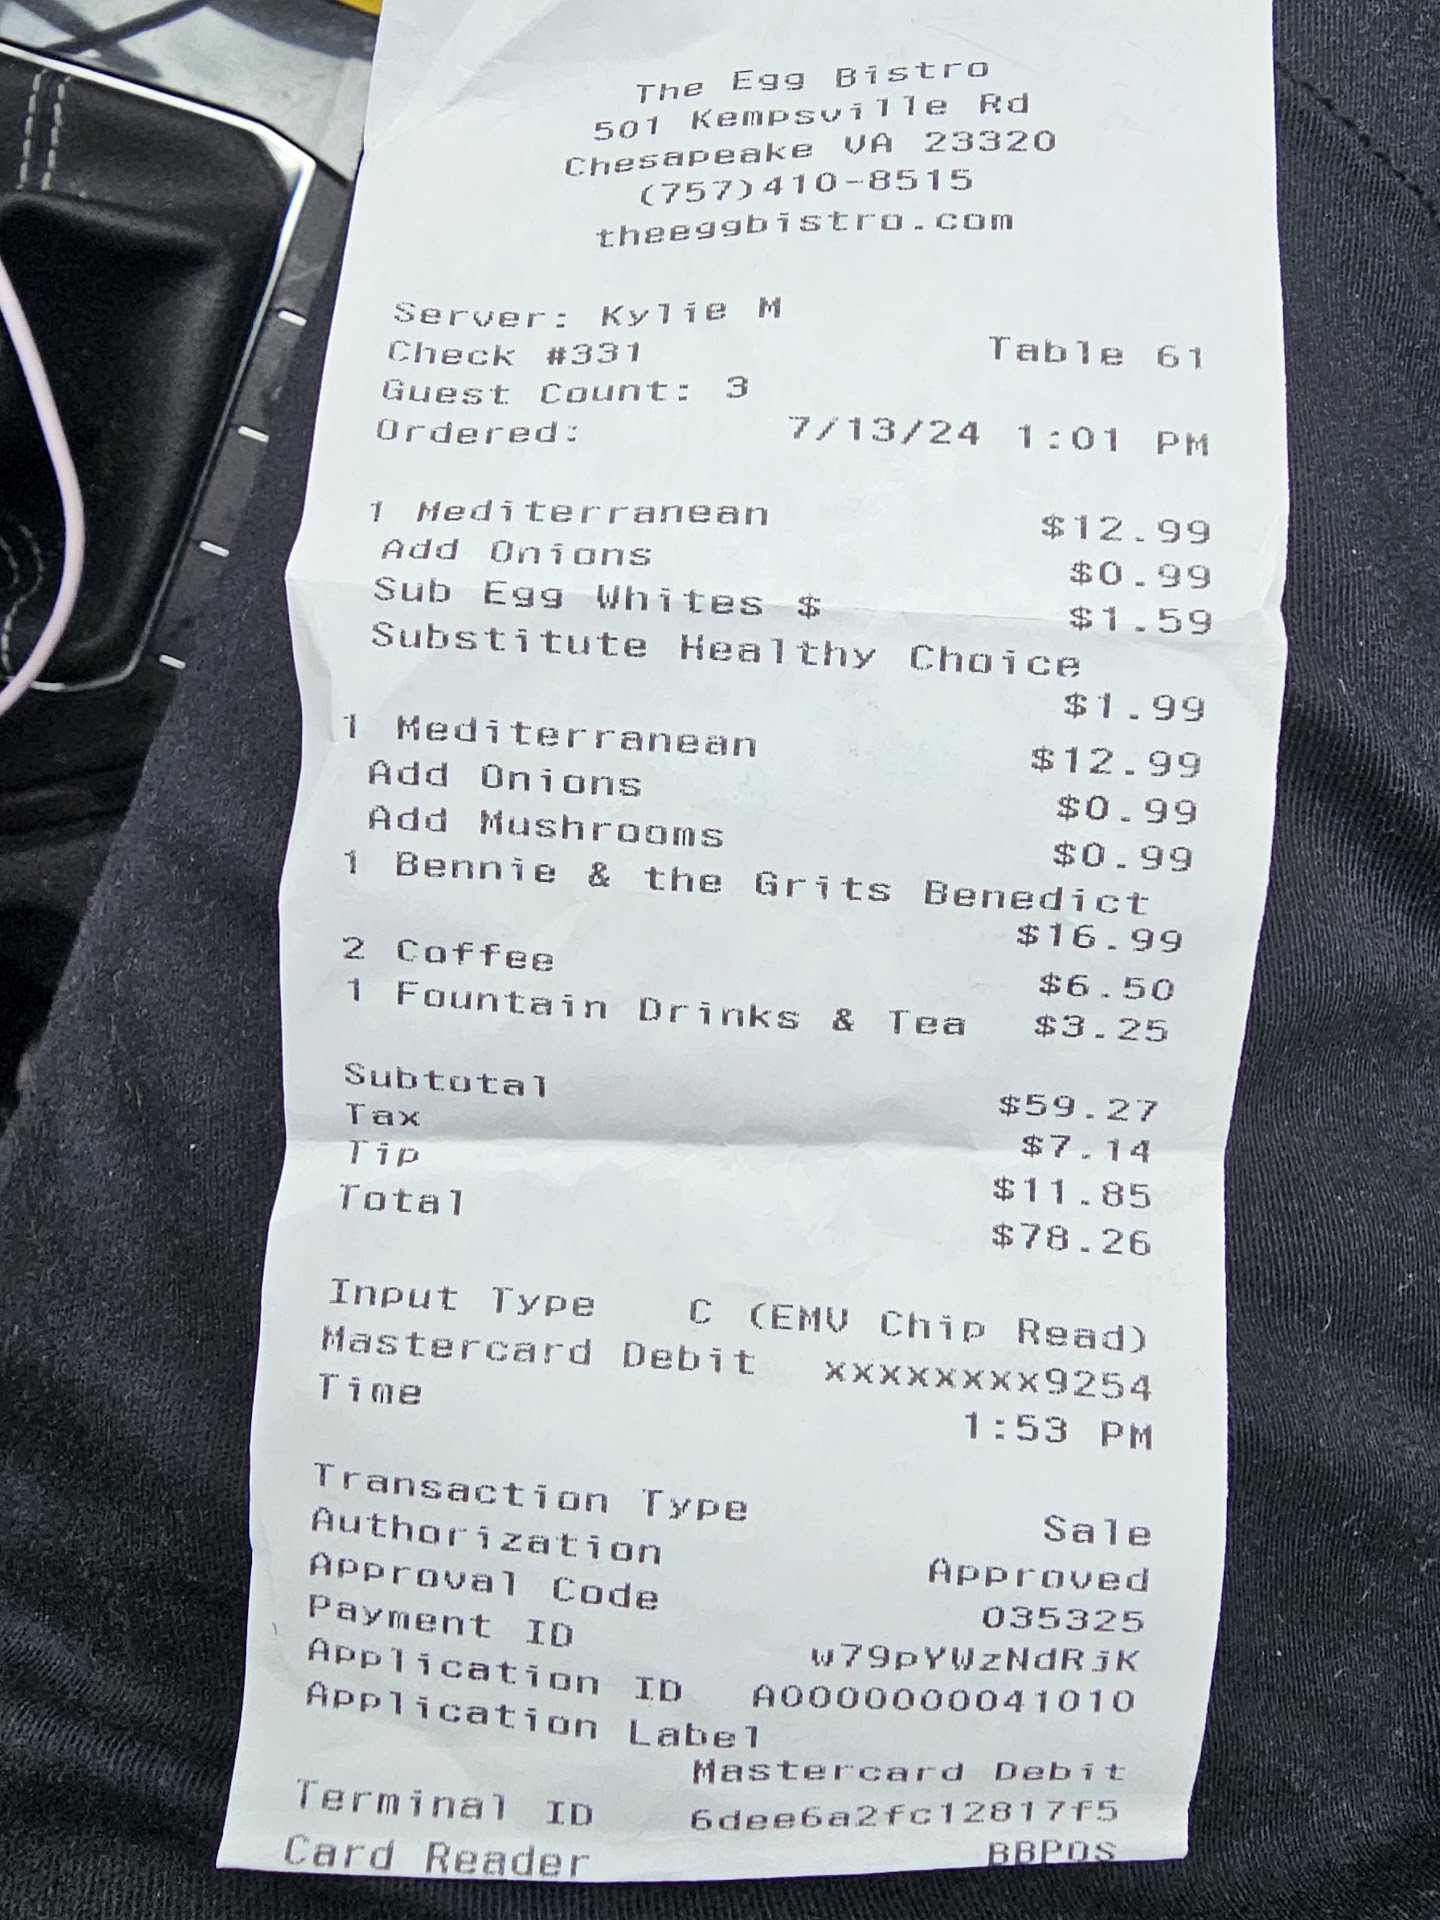 The Egg Bistro
501 Kempsville Rd
Chesapeake VA 23320
(757)410-8515
theeggbistro.com
Server: Kylie M
Check #331 Table 61
Guest Count: 3
Ordered: 7/13/24 1:01 PM
1 Mediterranean $12.99
Add Onions $0.99
Sub Egg Whites $ $1.59
Substitute Healthy Choice
$1.99
1 Mediterranean $12.99
Add Onions $0.99
Add Mushrooms $0.99
1 Bennie & the Grits Benedict
$16.99
2 Coffee $6.50
1 Fountain Drinks & Tea $3.25
Subtotal $59.27
Tax $7.14
Tip $11.85
Total $78.26
Input Type C (EMV Chip Read)
Mastercard Debit xxxxxxxx9254
Time 1:53 PM
Transaction Type Sale
Authorization Approved
Approval Code 035325
Payment ID w79pYWzNdRjK
Application ID A0000000041010
Application Label
Mastercard Debit
Terminal ID 6dee6a2fc12817f5
Card Reader BBPOS